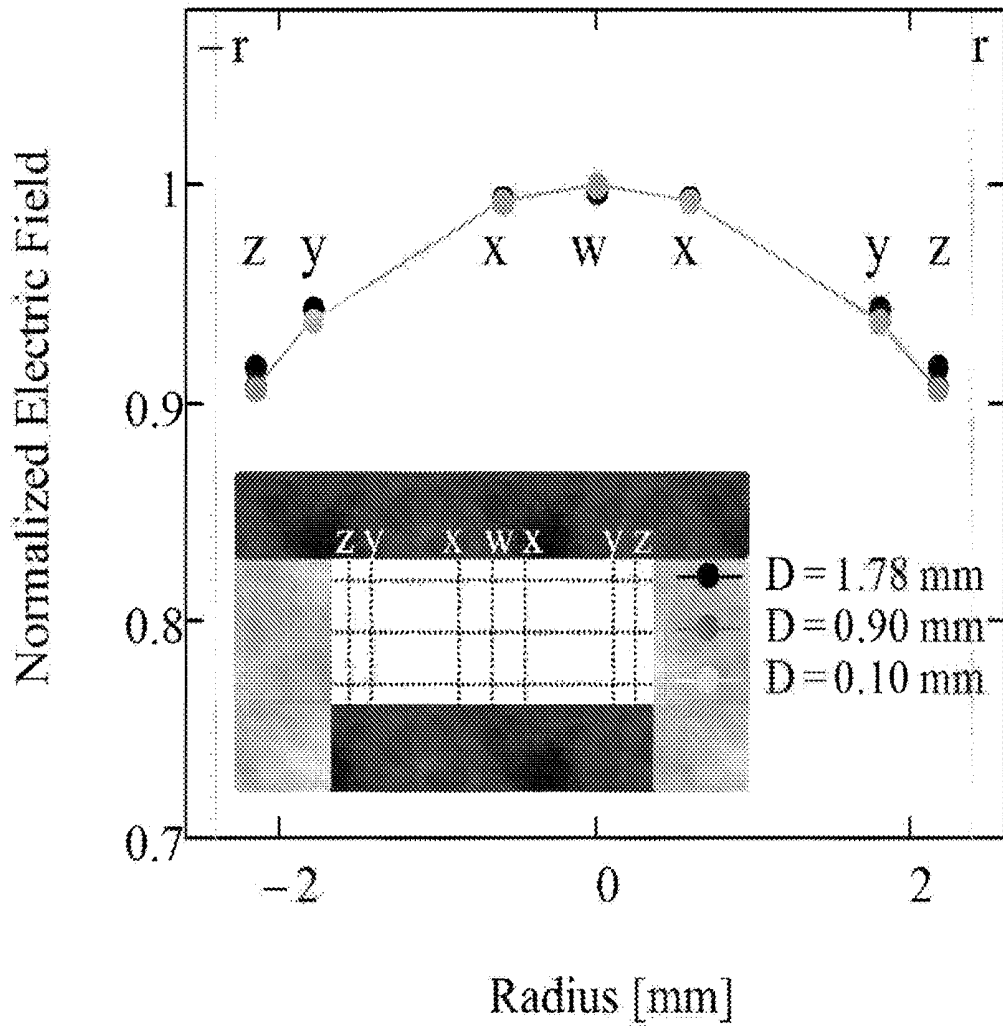 −r r
Normalized Electric Field
1
z y x w x y z
0.9
z y x w x y z
D = 1.78 mm
0.8
D = 0.90 mm
D = 0.10 mm
0.7
−2 0 2
Radius [mm]